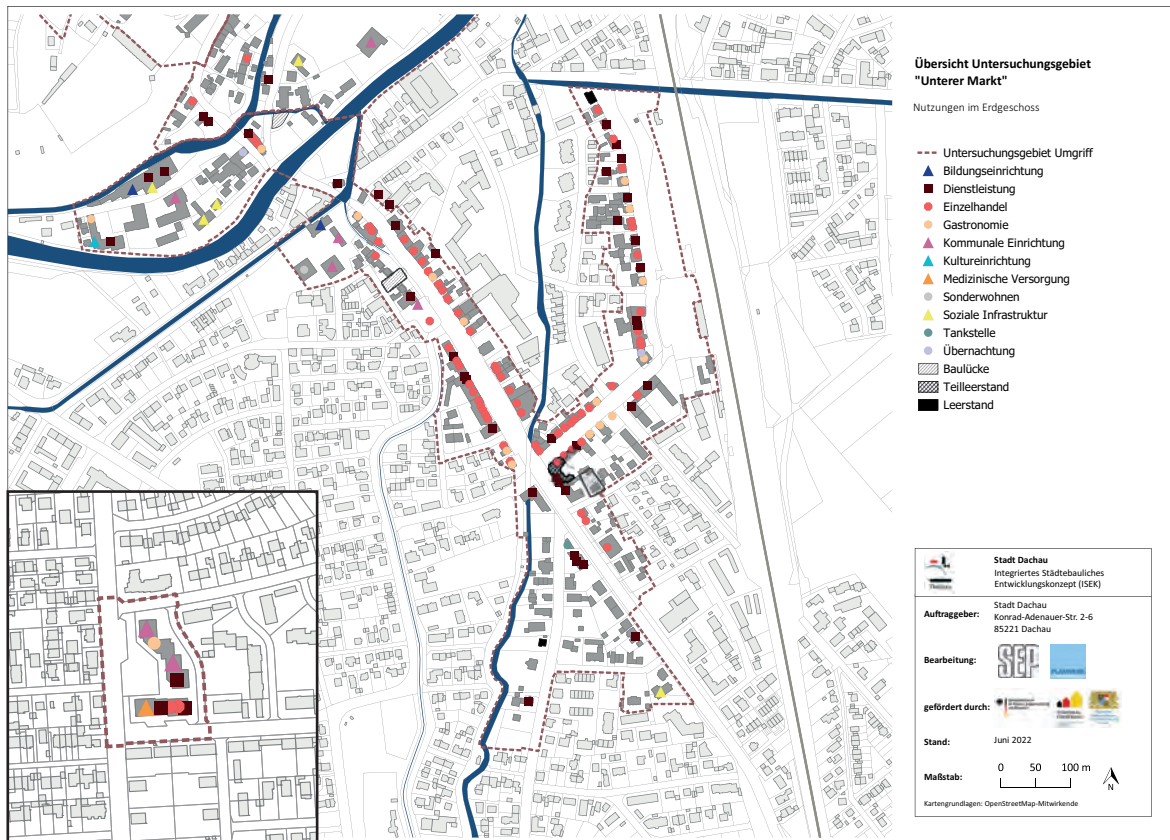 Übersicht Untersuchungsgebiet
"Unterer Markt"
Nutzungen im Erdgeschoss
Untersuchungsgebiet Umgriff
Bildungseinrichtung
Dienstleistung
Einzelhandel
Gastronomie
Kommunale Einrichtung
Kultureinrichtung
Medizinische Versorgung
Sonderwohnen
Soziale Infrastruktur
Tankstelle
Übernachtung
Baulücke
Teilleerstand
Leerstand
Stadt Dachau
Integriertes Städtebauliches
Entwicklungskonzept (ISEK)
Auftraggeber:
Stadt Dachau
Konrad-Adenauer-Str. 2-6
85221 Dachau
Bearbeitung:
SEP
gefördert durch:
Stand:
Juni 2022
Maßstab:
0 50 100 m
N
Kartengrundlagen: OpenStreetMap-Mitwirkende